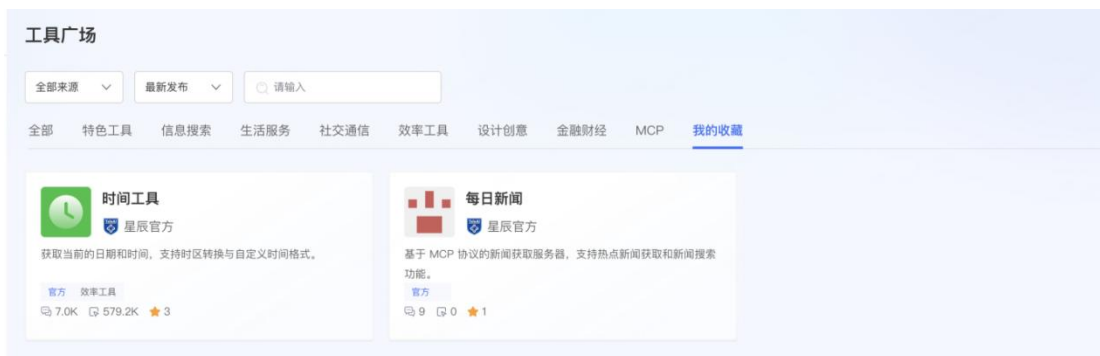 工具广场
全部来源 最新发布 请输入
全部 特色工具 信息搜索 生活服务 社交通信 效率工具 设计创意 金融财经 MCP 我的收藏
时间工具
星辰官方
获取当前的日期和时间，支持时区转换与自定义时间格式。
官方 效率工具
7.0K 579.2K 3
每日新闻
星辰官方
基于 MCP 协议的新闻获取服务器，支持热点新闻获取和新闻搜索
功能。
官方
9 0 1